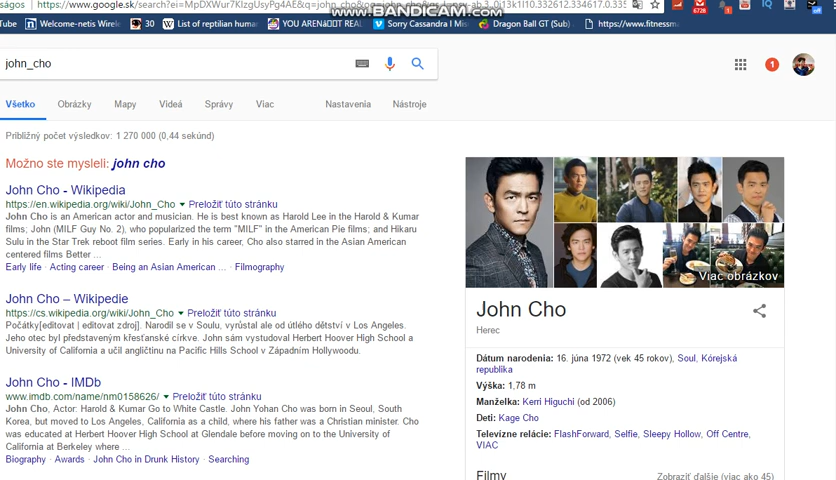 ságos
https://www.google.sk/search?ei=MpDXWur7KIzgUsyPg4AE&q=john_cho
www.BANDICAM.com
6728
IQ
Welcome-netis Wirele
30
List of reptilian humar
YOU ARE
T REAL
Sorry Cassandra I Mis
Dragon Ball GT (Sub)
https://www.fitnessma
john_cho
1
Všetko
Obrázky
Mapy
Videá
Správy
Viac
Nastavenia
Nástroje
Približný počet výsledkov: 1 270 000 (0,44 sekúnd)
Možno ste mysleli: john cho
John Cho - Wikipedia
https://en.wikipedia.org/wiki/John_Cho ▼ Preložiť túto stránku
John Cho is an American actor and musician. He is best known as Harold Lee in the Harold & Kumar
films; John (MILF Guy No. 2), who popularized the term "MILF" in the American Pie films; and Hikaru
Sulu in the Star Trek reboot film series. Early in his career, Cho also starred in the Asian American
centered films Better ...
Early life · Acting career · Being an Asian American ... · Filmography
John Cho – Wikipedie
https://cs.wikipedia.org/wiki/John_Cho ▼ Preložiť túto stránku
Počátky[editovat | editovat zdroj]. Narodil se v Soulu, vyrůstal ale od útlého dětství v Los Angeles.
Jeho otec byl představeným křesťanské církve. John sám vystudoval Herbert Hoover High School a
University of California a učil angličtinu na Pacific Hills School v Západním Hollywoodu.
John Cho - IMDb
www.imdb.com/name/nm0158626/ ▼ Preložiť túto stránku
John Cho, Actor: Harold & Kumar Go to White Castle. John Yohan Cho was born in Seoul, South
Korea, but moved to Los Angeles, California as a child, where his father was a Christian minister. Cho
was educated at Herbert Hoover High School at Glendale before moving on to the University of
California at Berkeley where ...
Biography · Awards · John Cho in Drunk History · Searching
Viac obrázkov
John Cho
Herec
Dátum narodenia: 16. júna 1972 (vek 45 rokov), Soul, Kórejská
republika
Výška: 1,78 m
Manželka: Kerri Higuchi (od 2006)
Deti: Kage Cho
Televízne relácie: FlashForward, Selfie, Sleepy Hollow, Off Centre,
VIAC
Filmy
Zobraziť ďalšie (viac ako 45)